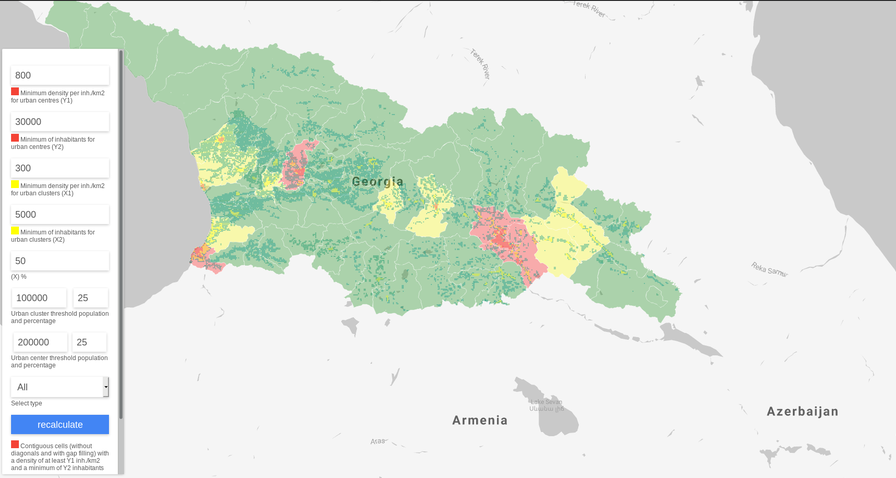 800
Minimum density per inh./km2
for urban centres (Y1)
30000
Minimum of inhabitants for
urban centres (Y2)
300
Minimum density per inh./km2
for urban clusters (X1)
5000
Minimum of inhabitants for
urban clusters (X2)
50
(X) %
100000 25
Urban cluster threshold population
and percentage
200000 25
Urban center threshold population
and percentage
All
Select type
recalculate
Contiguous cells (without
diagonals and with gap filling) with
a density of at least Y1 inh./km2
and a minimum of Y2 inhabitants
Terek River
Terek River
Georgia
Reka Samur
Armenia
Azerbaijan